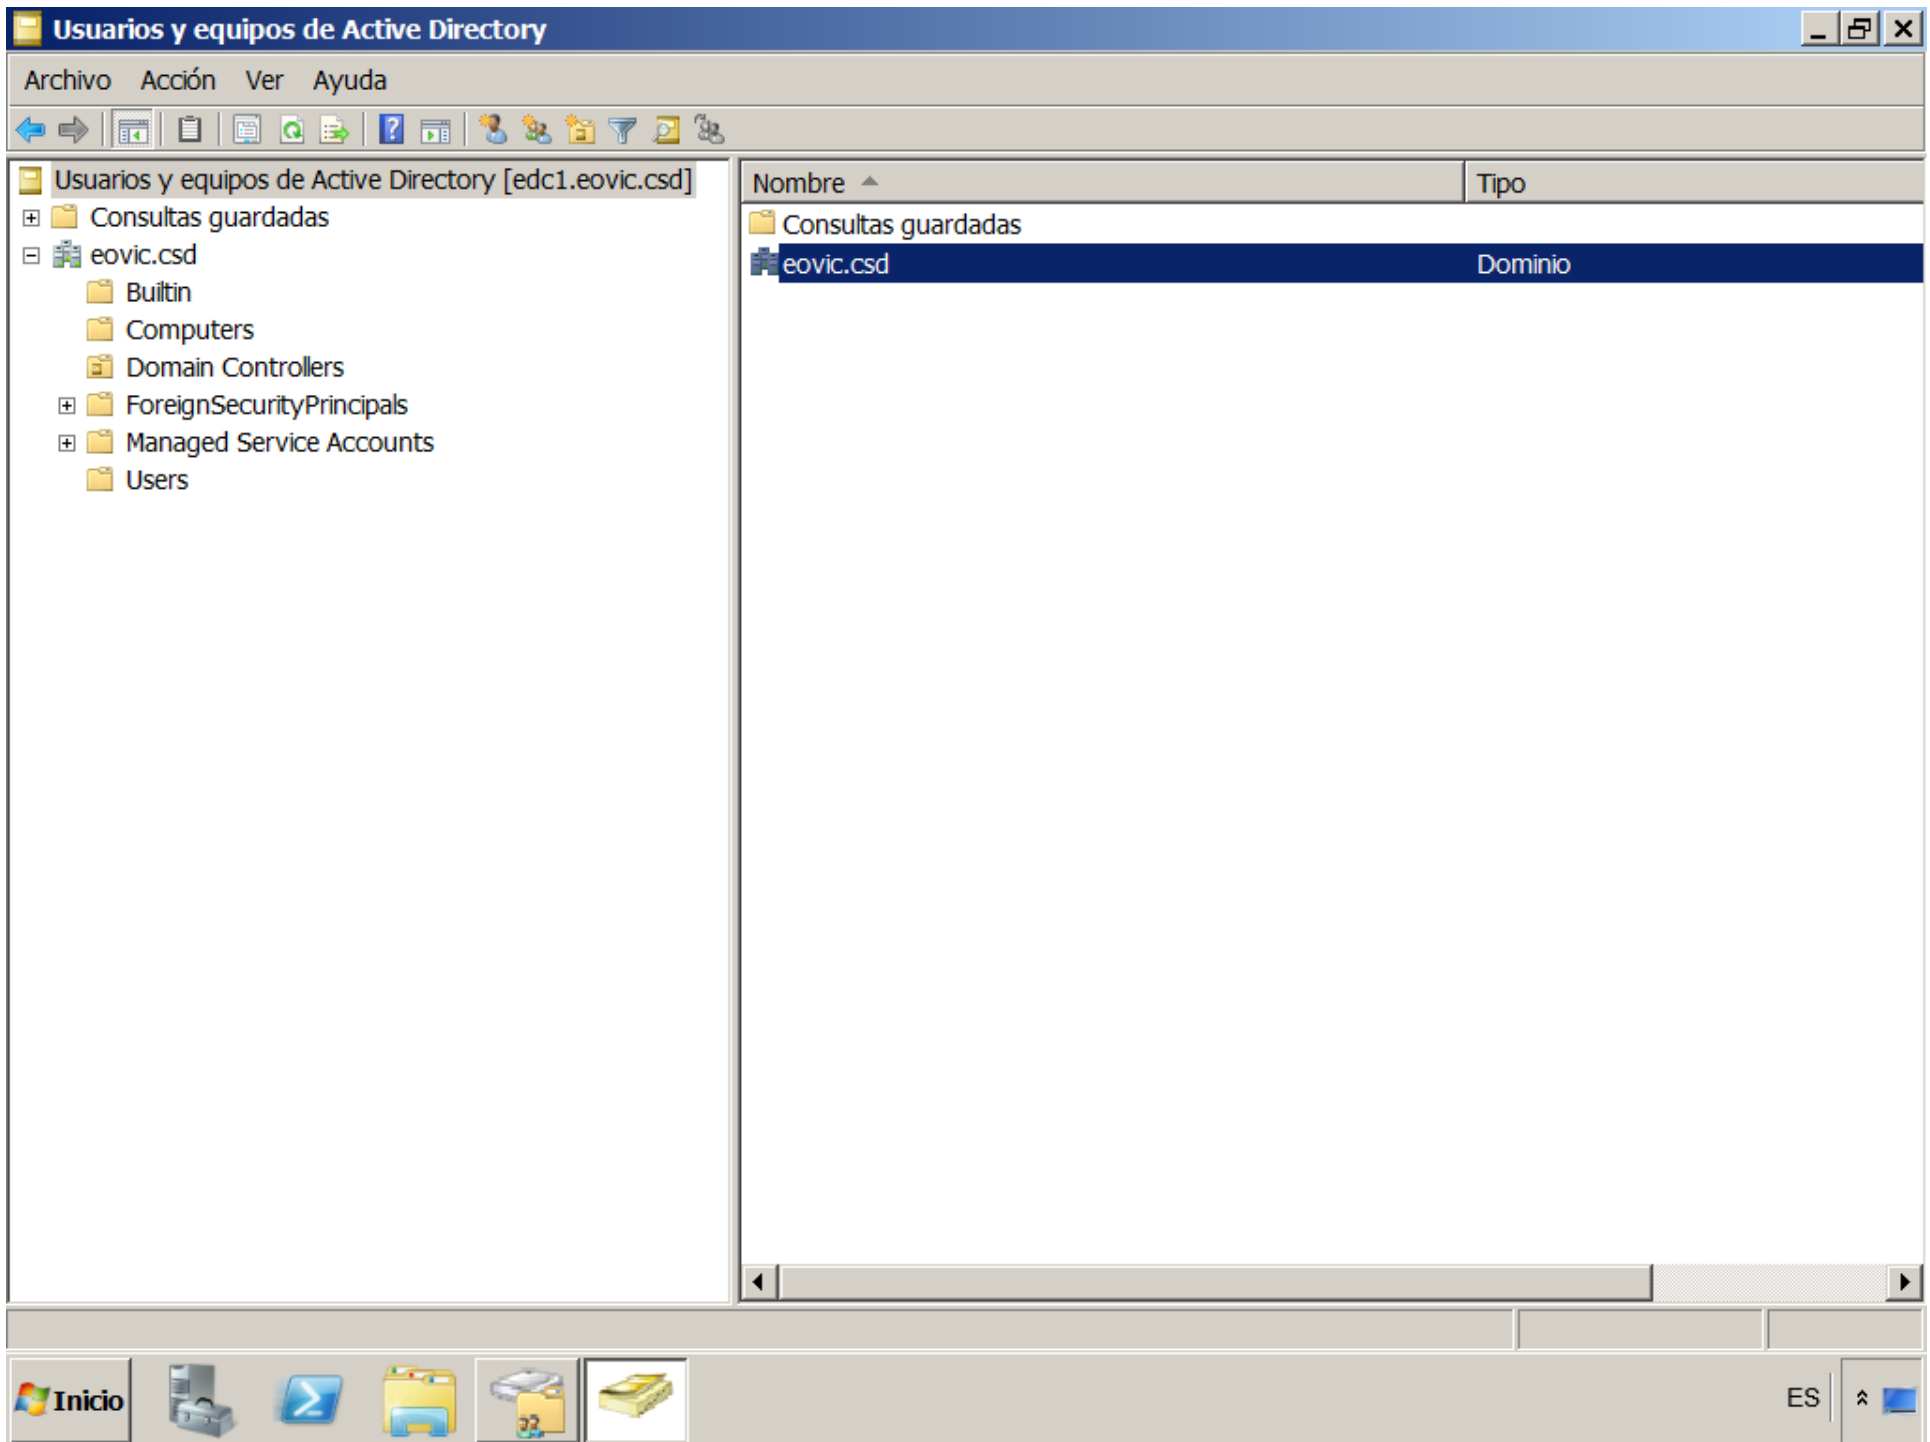 Usuarios y equipos de Active Directory
Archivo Acción Ver Ayuda
Usuarios y equipos de Active Directory [edc1.eovic.csd]
Consultas guardadas
eovic.csd
Builtin
Computers
Domain Controllers
ForeignSecurityPrincipals
Managed Service Accounts
Users
Nombre Tipo
Consultas guardadas
eovic.csd Dominio
Inicio ES